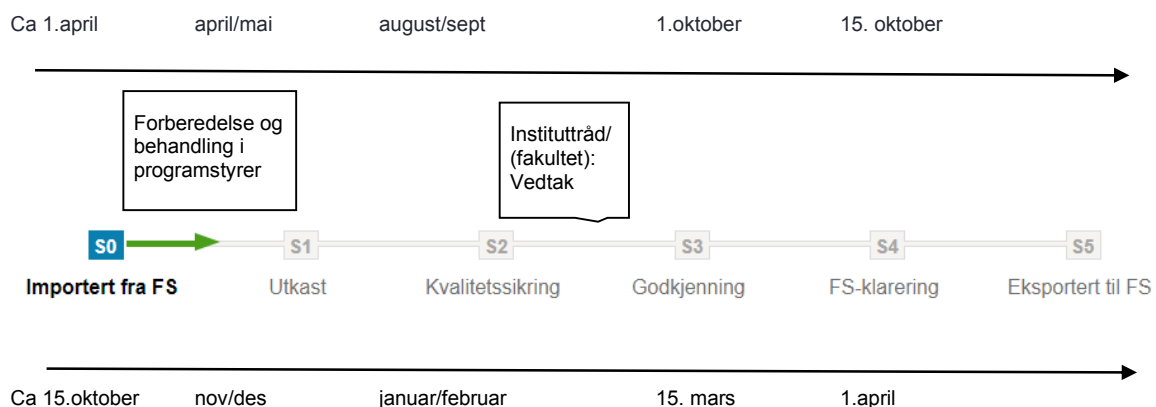 Ca 1.april april/mai august/sept 1.oktober 15. oktober
Forberedelse og
behandling i
programstyrer
Instituttråd/
(fakultet):
Vedtak
S0 S1 S2 S3 S4 S5
Importert fra FS Utkast Kvalitetssikring Godkjenning FS-klarering Eksportert til FS
Ca 15.oktober nov/des januar/februar 15. mars 1.april